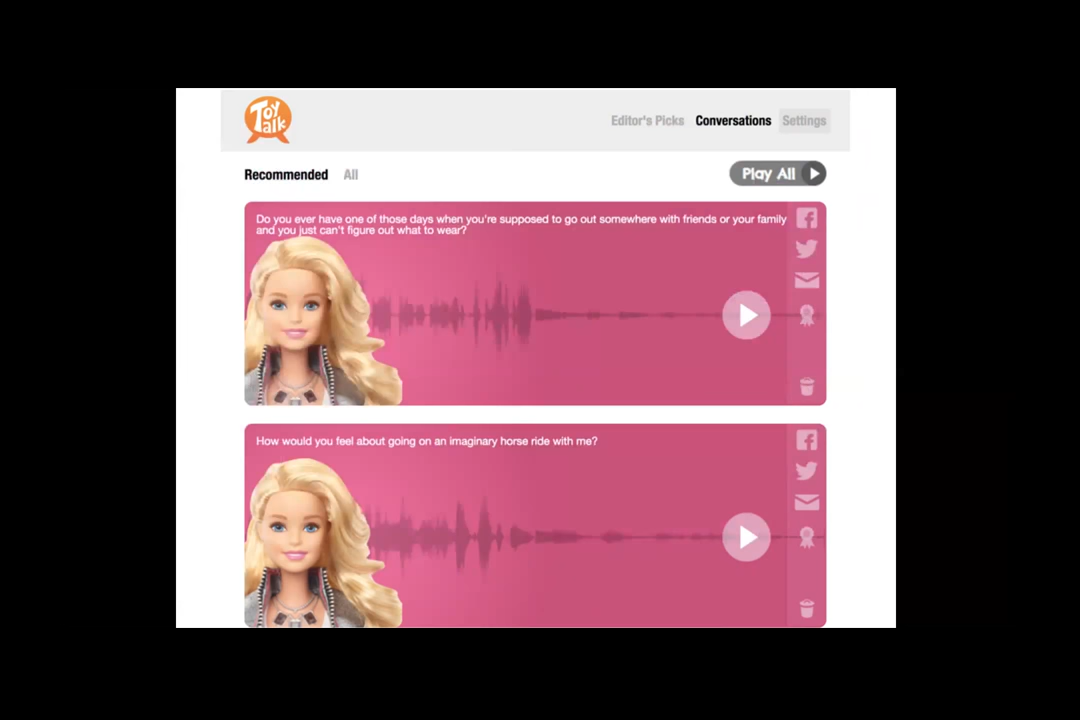 Toy
Talk
Editor's Picks Conversations Settings
Recommended All
Play All
Do you ever have one of those days when you're supposed to go out somewhere with friends or your family
and you just can't figure out what to wear?
How would you feel about going on an imaginary horse ride with me?